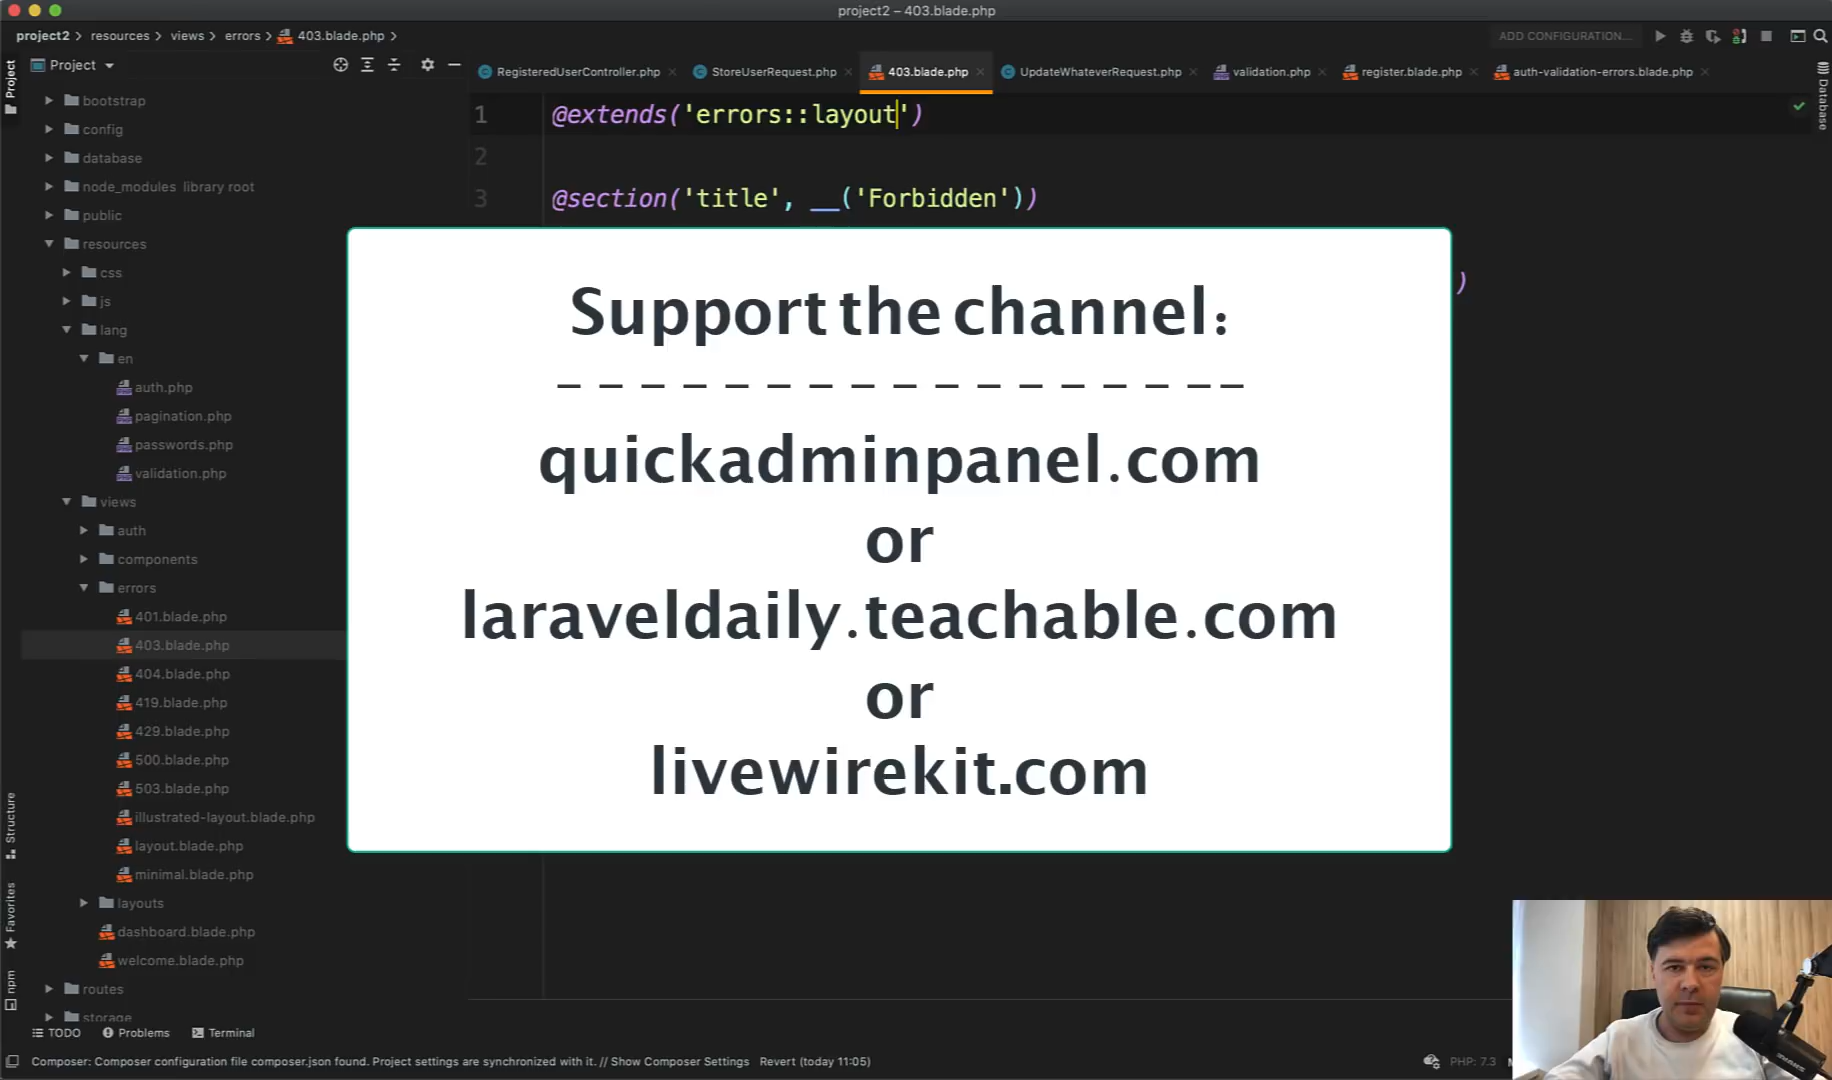 project2 – 403.blade.php
project2 > resources > views > errors > 403.blade.php >
ADD CONFIGURATION...
Project
Project
RegisteredUserController.php
StoreUserRequest.php
403.blade.php
UpdateWhateverRequest.php
validation.php
register.blade.php
auth-validation-errors.blade.php
Database
bootstrap
config
database
node_modules library root
public
resources
css
js
lang
en
auth.php
pagination.php
passwords.php
validation.php
views
auth
components
errors
401.blade.php
403.blade.php
404.blade.php
419.blade.php
429.blade.php
500.blade.php
503.blade.php
illustrated-layout.blade.php
layout.blade.php
minimal.blade.php
layouts
dashboard.blade.php
welcome.blade.php
routes
storage
Structure
Favorites
npm
1 @extends('errors::layout')
2
3 @section('title', __('Forbidden'))
)
Support the channel:
- - - - - - - - - - - - - - - - -
quickadminpanel.com
or
laraveldaily.teachable.com
or
livewirekit.com
TODO
Problems
Terminal
Composer: Composer configuration file composer.json found. Project settings are synchronized with it. // Show Composer Settings Revert (today 11:05)
PHP: 7.3